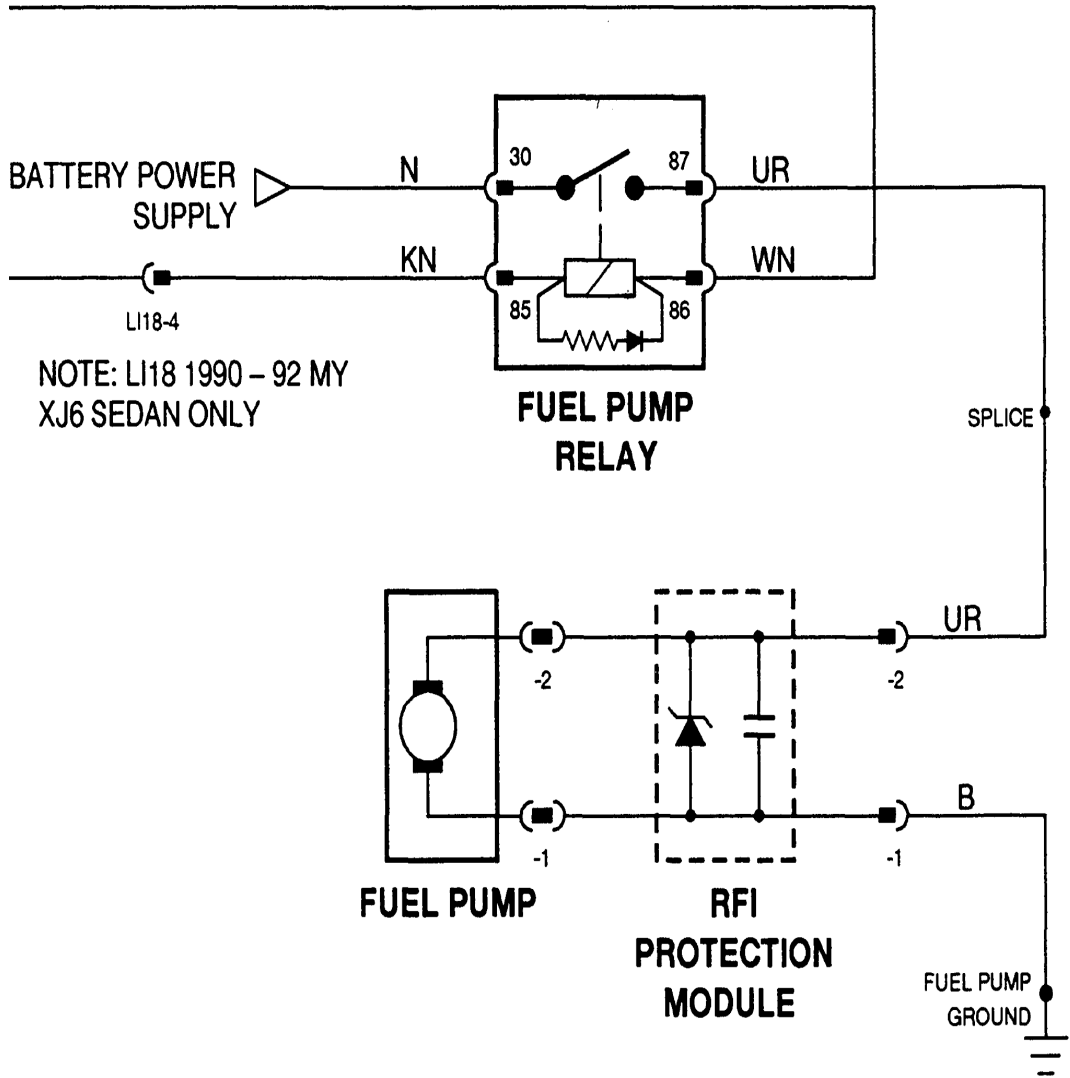 BATTERY POWER
SUPPLY
N
30
87
UR
KN
85
86
WN
LI18-4
NOTE: LI18 1990 – 92 MY
XJ6 SEDAN ONLY
FUEL PUMP
RELAY
SPLICE
UR
-2
-2
B
-1
-1
FUEL PUMP
RFI
PROTECTION
MODULE
FUEL PUMP
GROUND